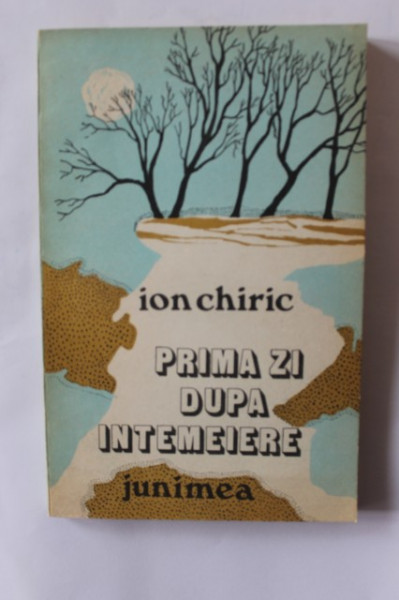 ion chiric
PRIMA ZI
DUPA
INTEMEIERE
junimea